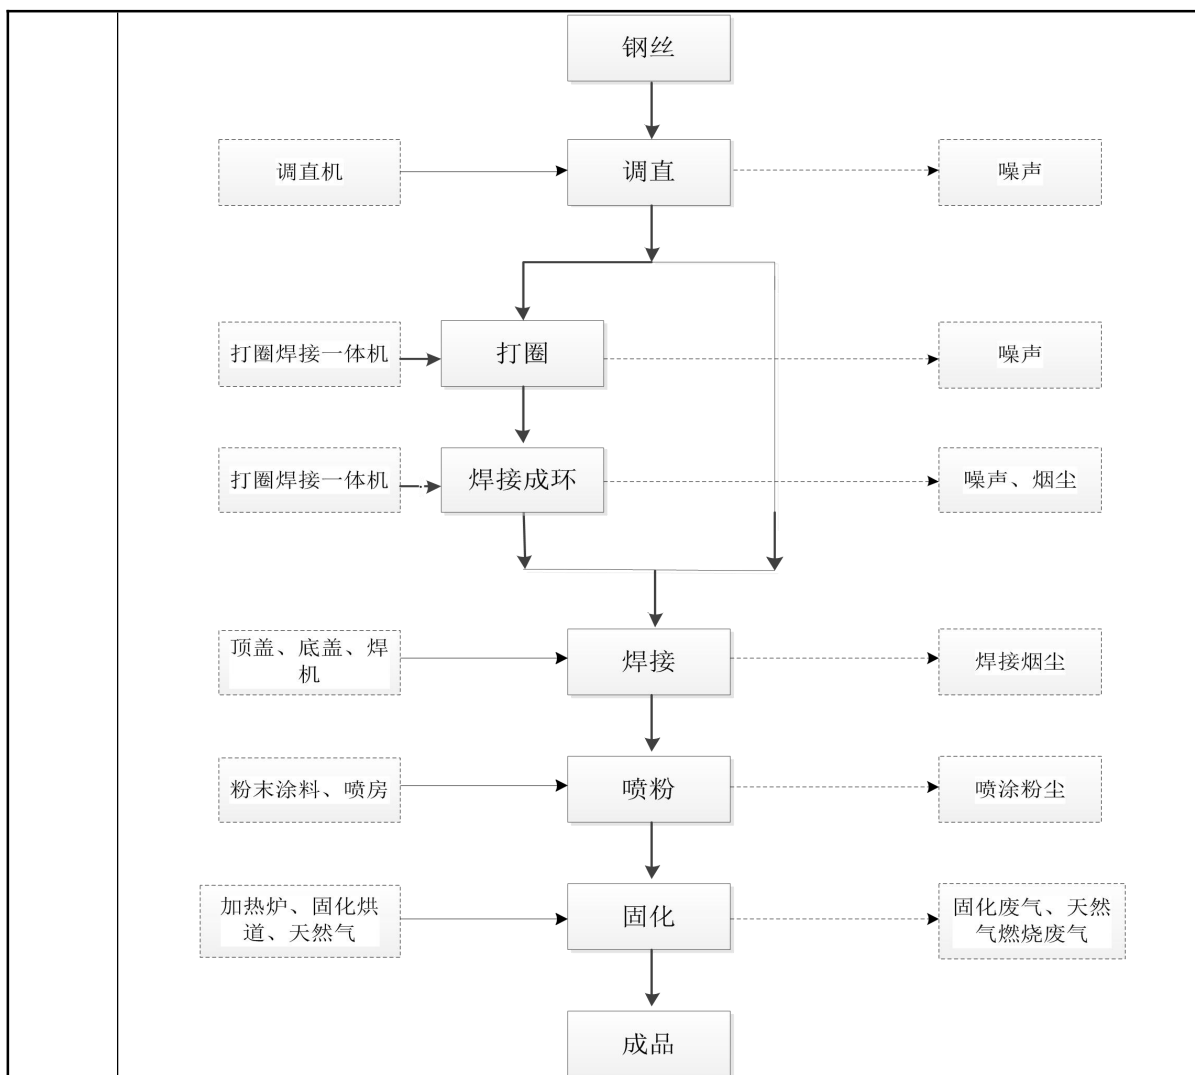 钢丝
调直机
调直
噪声
打圈焊接一体机
打圈
噪声
打圈焊接一体机
焊接成环
噪声、烟尘
顶盖、底盖、焊
机
焊接
焊接烟尘
粉末涂料、喷房
喷粉
喷涂粉尘
加热炉、固化烘
道、天然气
固化
固化废气、天然
气燃烧废气
成品